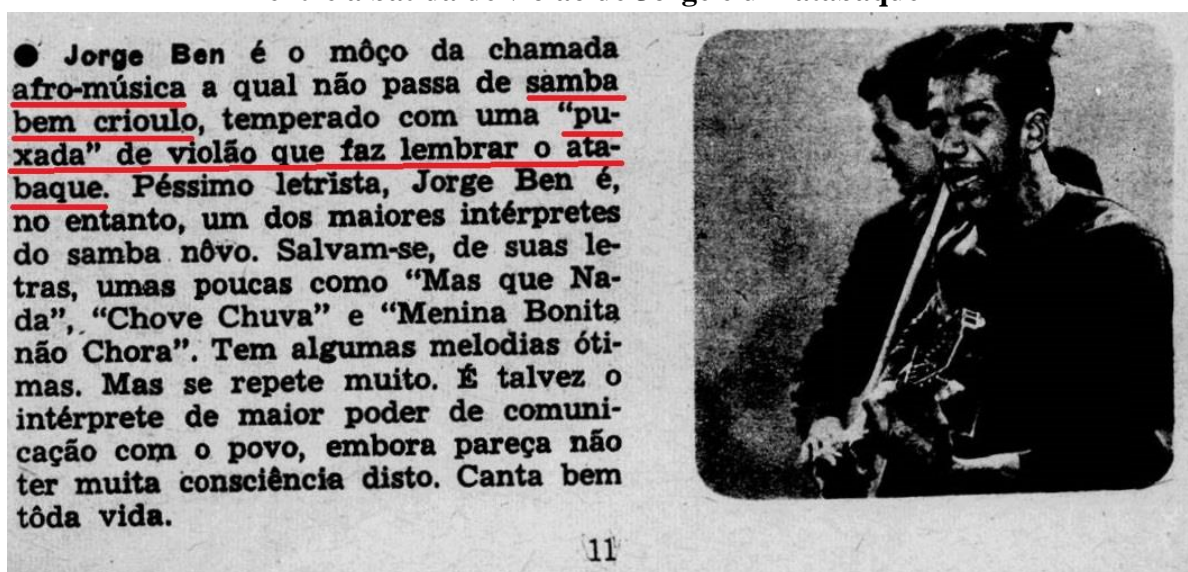 ● Jorge Ben é o môço da chamada
afro-música a qual não passa de samba
bem crioulo, temperado com uma “pu-
xada” de violão que faz lembrar o ata-
baque. Péssimo letrista, Jorge Ben é,
no entanto, um dos maiores intérpretes
do samba nôvo. Salvam-se, de suas le-
tras, umas poucas como “Mas que Na-
da”, “Chove Chuva” e “Menina Bonita
não Chora”. Tem algumas melodias óti-
mas. Mas se repete muito. É talvez o
intérprete de maior poder de comuni-
cação com o povo, embora pareça não
ter muita consciência disto. Canta bem
tôda vida.
11